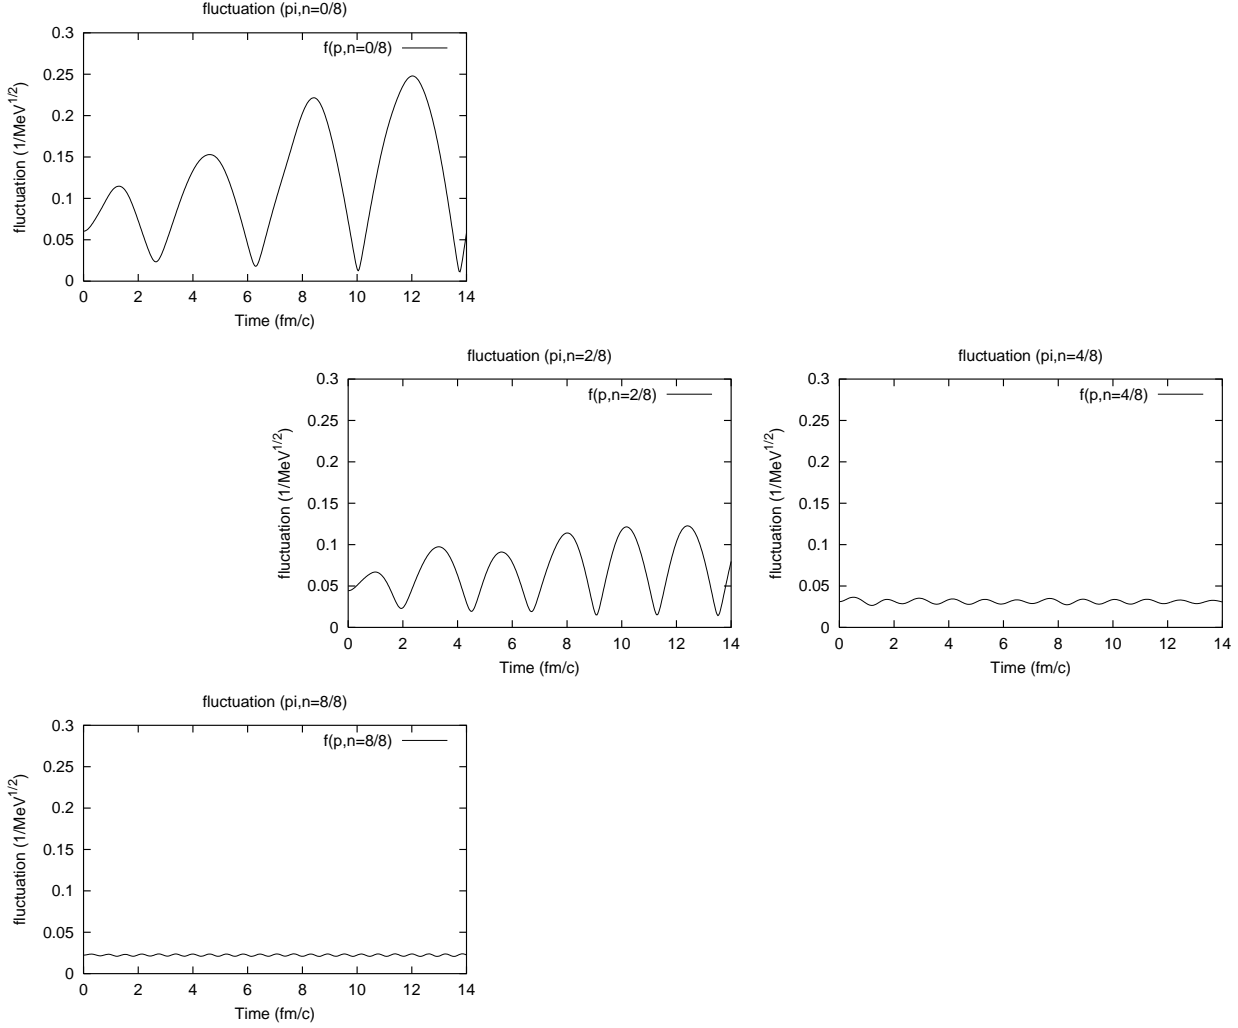 fluctuation (pi,n=0/8)
f(p,n=0/8)
fluctuation (1/MeV^{1/2})
0.3
0.25
0.2
0.15
0.1
0.05
0
0 2 4 6 8 10 12 14
Time (fm/c)
fluctuation (pi,n=2/8)
f(p,n=2/8)
fluctuation (1/MeV^{1/2})
0.3
0.25
0.2
0.15
0.1
0.05
0
0 2 4 6 8 10 12 14
Time (fm/c)
fluctuation (pi,n=4/8)
f(p,n=4/8)
fluctuation (1/MeV^{1/2})
0.3
0.25
0.2
0.15
0.1
0.05
0
0 2 4 6 8 10 12 14
Time (fm/c)
fluctuation (pi,n=8/8)
f(p,n=8/8)
fluctuation (1/MeV^{1/2})
0.3
0.25
0.2
0.15
0.1
0.05
0
0 2 4 6 8 10 12 14
Time (fm/c)